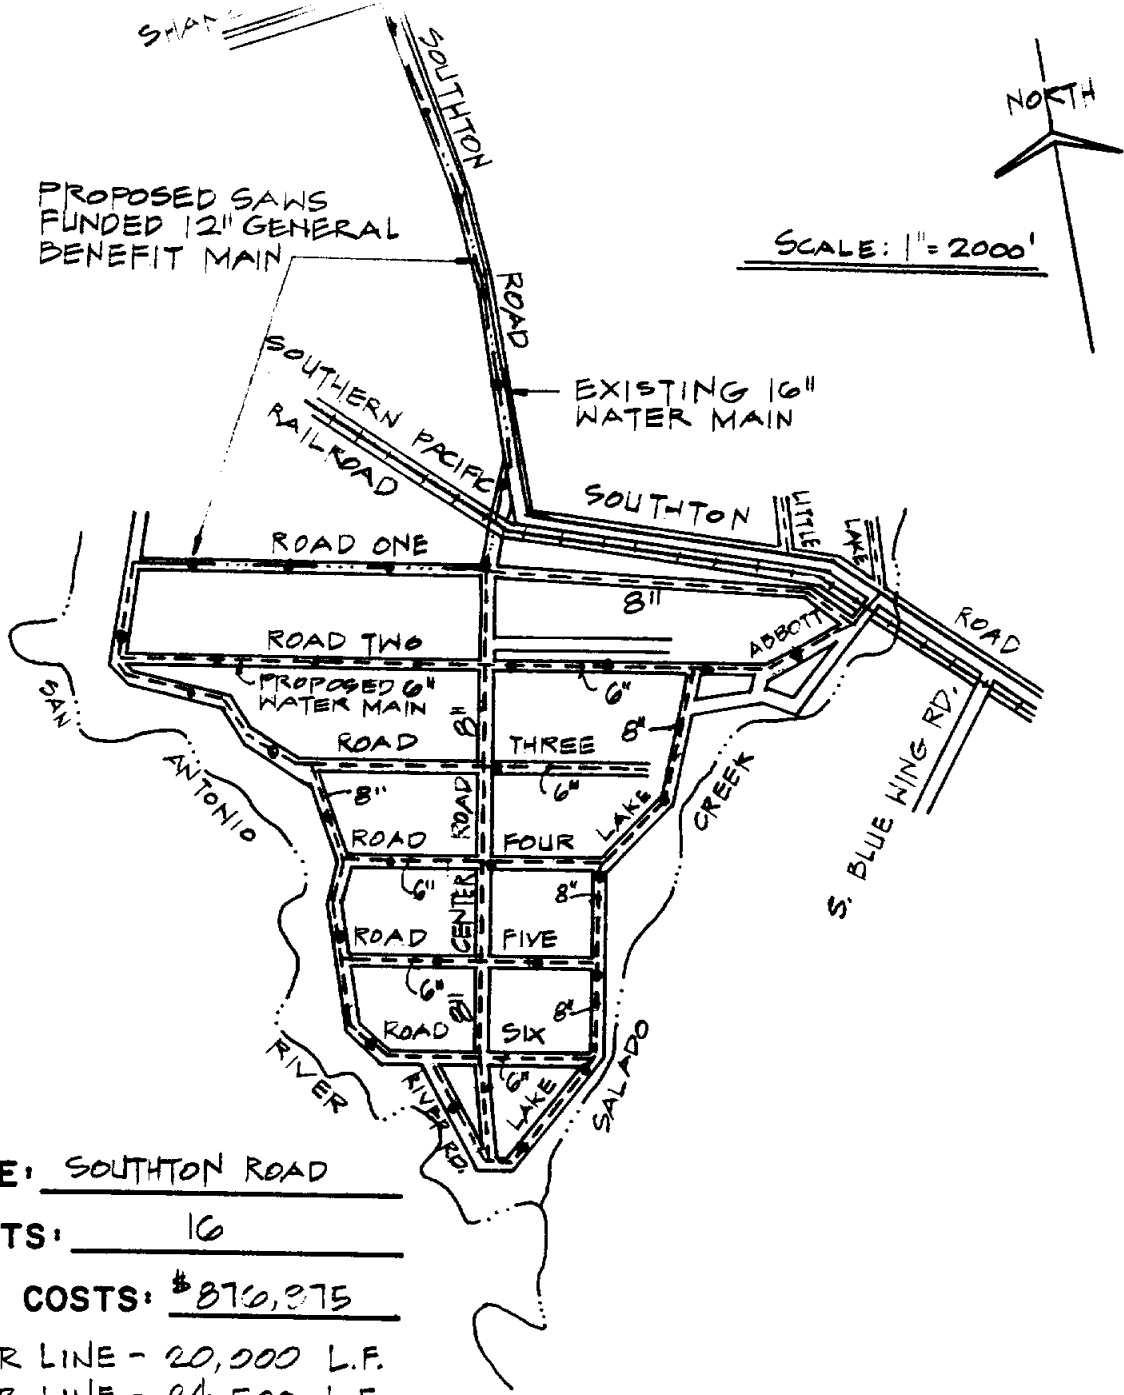 SOUTHTON
NORTH
PROPOSED SAWS
FUNDED 12" GENERAL
BENEFIT MAIN
SCALE: 1"= 2000'
ROAD
SOUTHERN PACIFIC
RAILROAD
EXISTING 16"
WATER MAIN
SOUTHTON
LITTLE
LAKE
ROAD ONE
8"
ROAD
ROAD TWO
ABBOTT
PROPOSED 6"
WATER MAIN
6"
SAN
8"
8"
ROAD
THREE
S. BLUE WING RD.
ANTONIO
8"
6"
ROAD
LAKE
CREEK
ROAD
FOUR
6"
CENTER
8"
ROAD
FIVE
6"
8"
8"
ROAD
SIX
6"
RIVER
RIVER RD.
LAKE
SALADO
E: SOUTHTON ROAD
TS: 16
COSTS:
R LINE - 20,000 L.F.